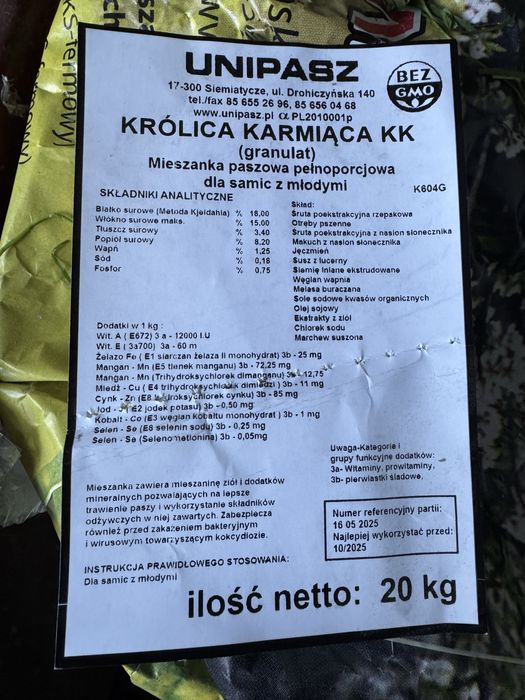 UNIPASZ
BEZ
GMO
17-300 Siemiatycze, ul. Drohiczyńska 140
tel./fax 85 655 26 96, 85 656 04 68
www.unipasz.pl α PL2010001p
KRÓLICA KARMIĄCA KK
(granulat)
Mieszanka paszowa pełnoporcjowa
dla samic z młodymi
K604G
SKŁADNIKI ANALITYCZNE
Białko surowe (Metoda Kjeldahla) % 18,00
Włókno surowe maks. % 15,00
Tłuszcz surowy % 3,40
Popiół surowy % 8,20
Wapń % 1,25
Sód % 0,18
Fosfor % 0,75
Skład:
Śruta poekstrakcyjna rzepakowa
Otręby pszenne
Śruta poekstrakcyjna z nasion słonecznika
Makuch z nasion słonecznika
Jęczmień
Susz z lucerny
Siemię lniane ekstrudowane
Węglan wapnia
Melasa buraczana
Sole sodowe kwasów organicznych
Olej sojowy
Ekstrakty z ziół
Chlorek sodu
Marchew suszona
Dodatki w 1 kg :
Wit. A ( E672) 3 a - 12000 I.U
Wit. E ( 3a700) 3a - 60 m
Żelazo Fe ( E1 siarczan żelaza II monohydrat) 3b - 25 mg
Mangan - Mn (E5 tlenek manganu) 3b - 72,25 mg
Mangan - Mn (Trihydroksychlorek dimanganu) 3b - 12,75
Miedź - Cu ( E4 trihydroksychlorek dimiedzi ) 3b - 11 mg
Cynk - Zn (E8 hydroksychlorek cynku) 3b - 85 mg
Jod - (E2 jodek potasu) 3b -0,50 mg
Kobalt - Co (E3 węglan kobaltu monohydrat ) 3b - 1 mg
Selen - Se (E8 selenin sodu) 3b - 0,25 mg
Selen - Se (Selenometionina) 3b - 0,05mg
Uwaga-Kategorie i
grupy funkcyjne dodatków:
3a- Witaminy, prowitaminy,
3b- pierwiastki śladowe,
Mieszanka zawiera mieszaninę ziół i dodatków
mineralnych pozwalających na lepsze
trawienie paszy i wykorzystanie składników
odżywczych w niej zawartych. Zabezpiecza
również przed zakażeniem bakteryjnym
i wirusowym towarzyszącym kokcydiozie.
Numer referencyjny partii:
16 05 2025
Najlepiej wykorzystać przed:
10/2025
INSTRUKCJA PRAWIDŁOWEGO STOSOWANIA:
Dla samic z młodymi
ilość netto: 20 kg